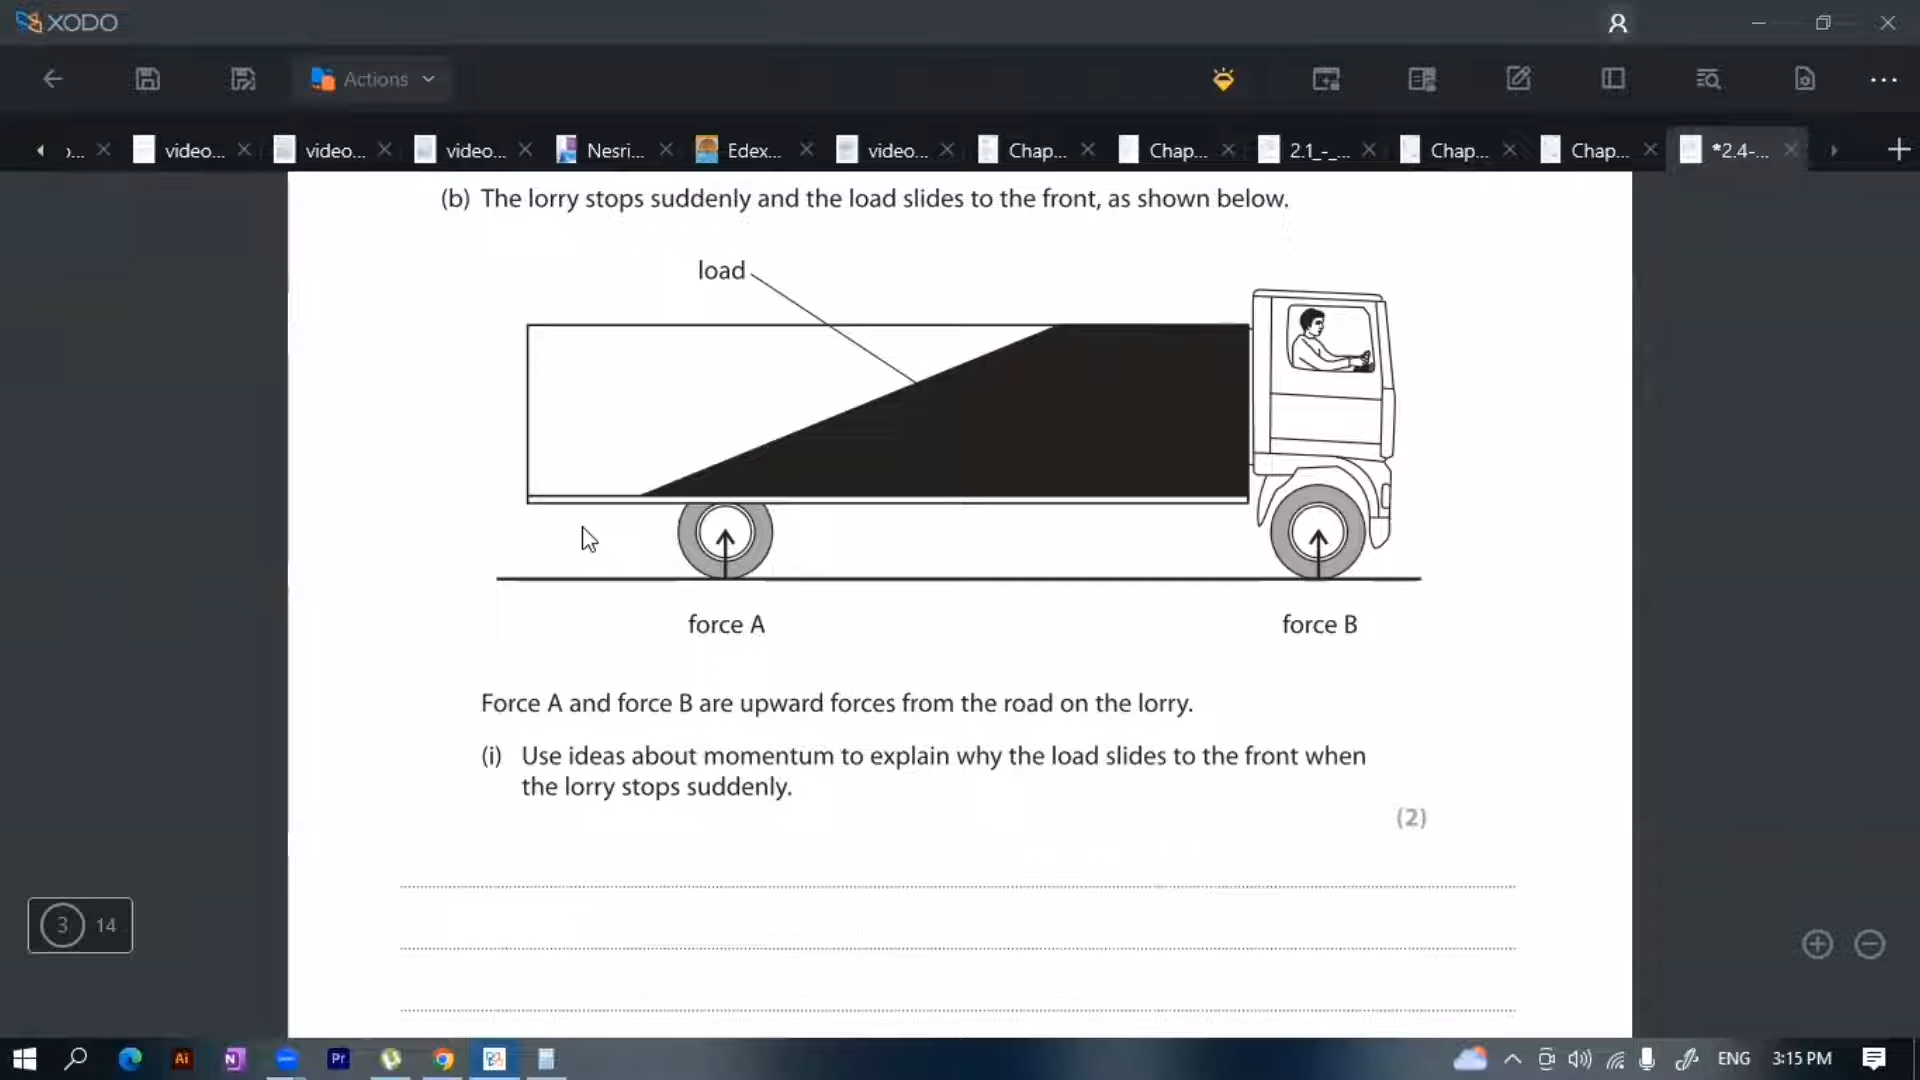 XODO
Actions
)...
video...
video...
video...
Nesri...
Edex...
video...
Chap...
Chap...
2.1_-_...
Chap...
Chap...
*2.4-...
(b) The lorry stops suddenly and the load slides to the front, as shown below.
load
force A
force B
Force A and force B are upward forces from the road on the lorry.
(i) Use ideas about momentum to explain why the load slides to the front when
the lorry stops suddenly.
(2)
3 14
Ai
N
Pr
ENG
3:15 PM